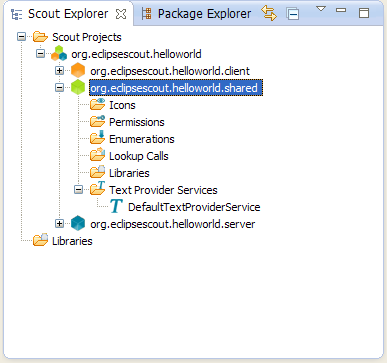 Scout Explorer Package Explorer
Scout Projects
org.eclipsescout.helloworld
org.eclipsescout.helloworld.client
org.eclipsescout.helloworld.shared
Icons
Permissions
Enumerations
Lookup Calls
Libraries
Text Provider Services
DefaultTextProviderService
org.eclipsescout.helloworld.server
Libraries